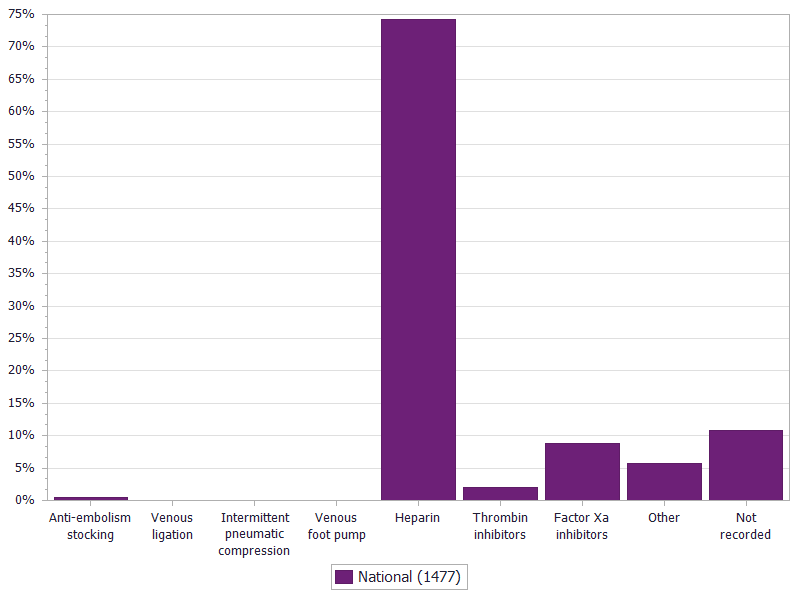 75%
70%
65%
60%
55%
50%
45%
40%
35%
30%
25%
20%
15%
10%
5%
0%
Anti-embolism
stocking
Venous
ligation
Intermittent
pneumatic
compression
Venous
foot pump
Heparin
Thrombin
inhibitors
Factor Xa
inhibitors
Other
Not
recorded
National (1477)